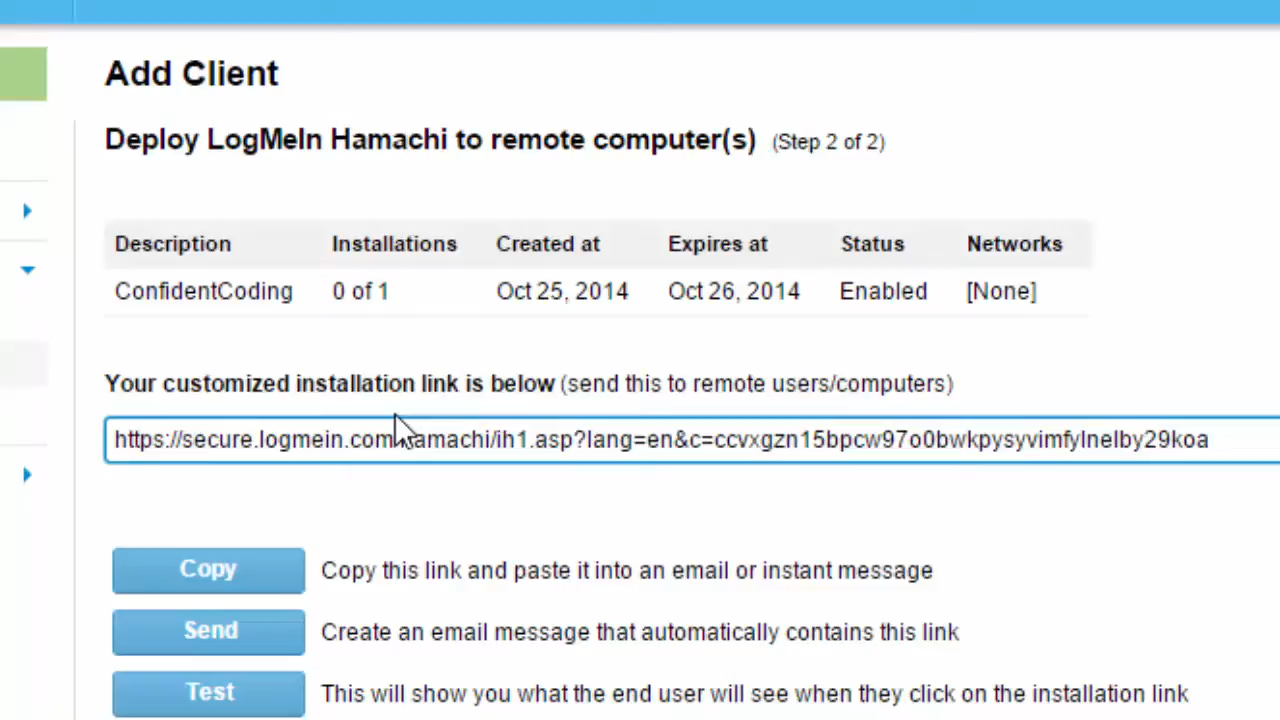 Add Client
Deploy LogMeIn Hamachi to remote computer(s) (Step 2 of 2)
Description Installations Created at Expires at Status Networks
ConfidentCoding 0 of 1 Oct 25, 2014 Oct 26, 2014 Enabled [None]
Your customized installation link is below (send this to remote users/computers)
https://secure.logmein.com/hamachi/ih1.asp?lang=en&c=ccvxgzn15bpcw97o0bwkpysyvimfylnelby29koa
Copy Copy this link and paste it into an email or instant message
Send Create an email message that automatically contains this link
Test This will show you what the end user will see when they click on the installation link